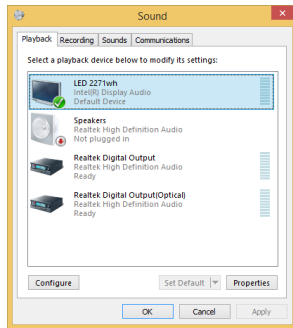 Sound
Playback Recording Sounds Communications
Select a playback device below to modify its settings:
LED 2271wh
Intel(R) Display Audio
Default Device
Speakers
Realtek High Definition Audio
Not plugged in
Realtek Digital Output
Realtek High Definition Audio
Ready
Realtek Digital Output(Optical)
Realtek High Definition Audio
Ready
Configure Set Default Properties
OK Cancel Apply